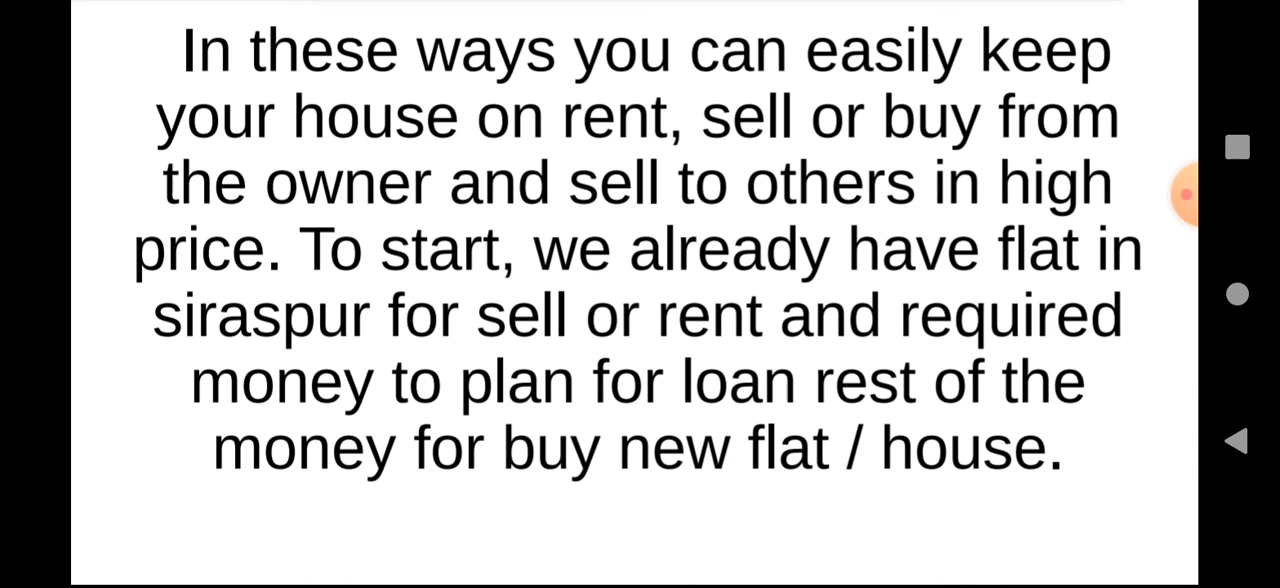 In these ways you can easily keep
your house on rent, sell or buy from
the owner and sell to others in high
price. To start, we already have flat in
siraspur for sell or rent and required
money to plan for loan rest of the
money for buy new flat / house.